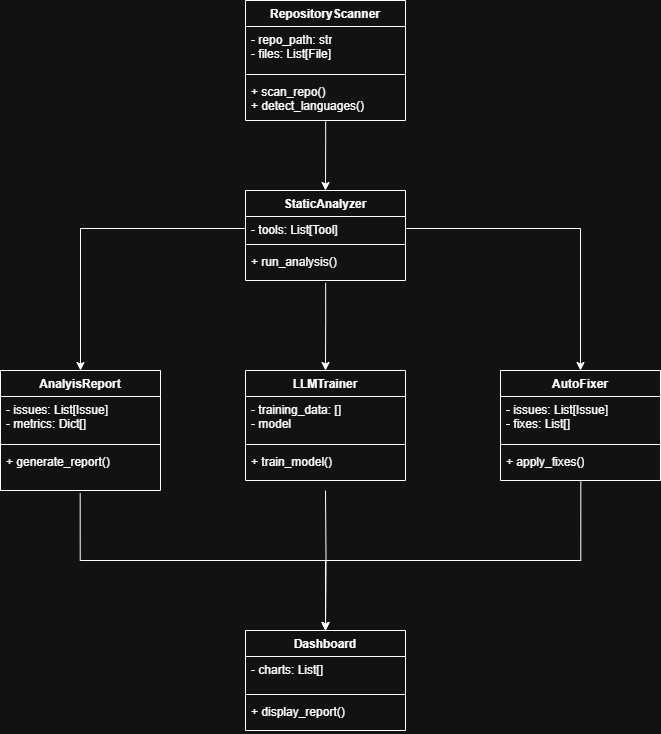 RepositoryScanner
- repo_path: str
- files: List[File]
+ scan_repo()
+ detect_languages()
StaticAnalyzer
- tools: List[Tool]
+ run_analysis()
AnalyisReport
- issues: List[Issue]
- metrics: Dict[]
+ generate_report()
LLMTrainer
- training_data: []
- model
+ train_model()
AutoFixer
- issues: List[Issue]
- fixes: List[]
+ apply_fixes()
Dashboard
- charts: List[]
+ display_report()